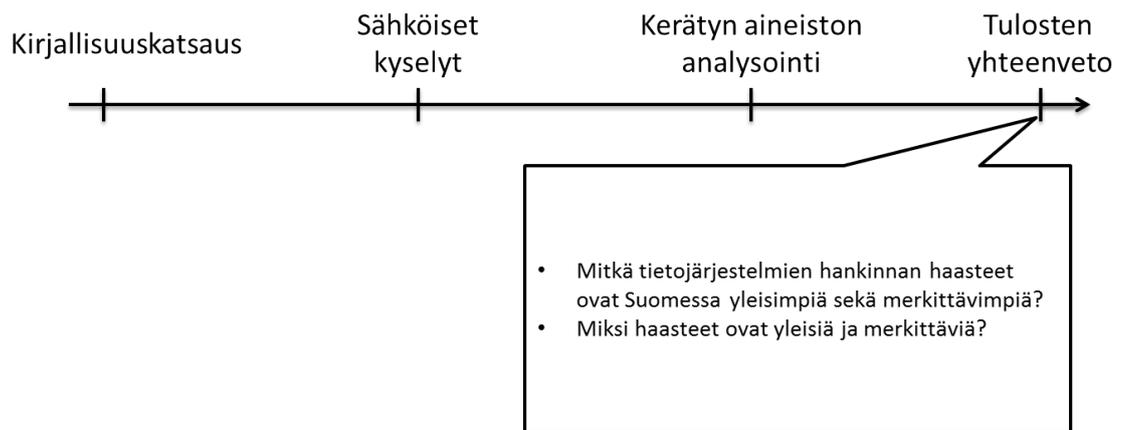 Kirjallisuuskatsaus
Sähköiset
kyselyt
Kerätyn aineiston
analysointi
Tulosten
yhteenveto
• Mitkä tietojärjestelmien hankinnan haasteet
ovat Suomessa yleisimpiä sekä merkittävimpiä?
• Miksi haasteet ovat yleisiä ja merkittäviä?